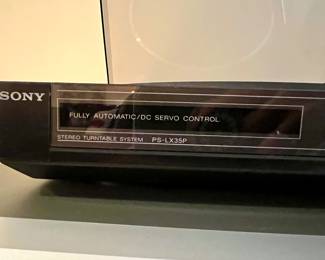 SONY
FULLY AUTOMATIC/DC SERVO CONTROL
STEREO TURNTABLE SYSTEM PS-LX35P